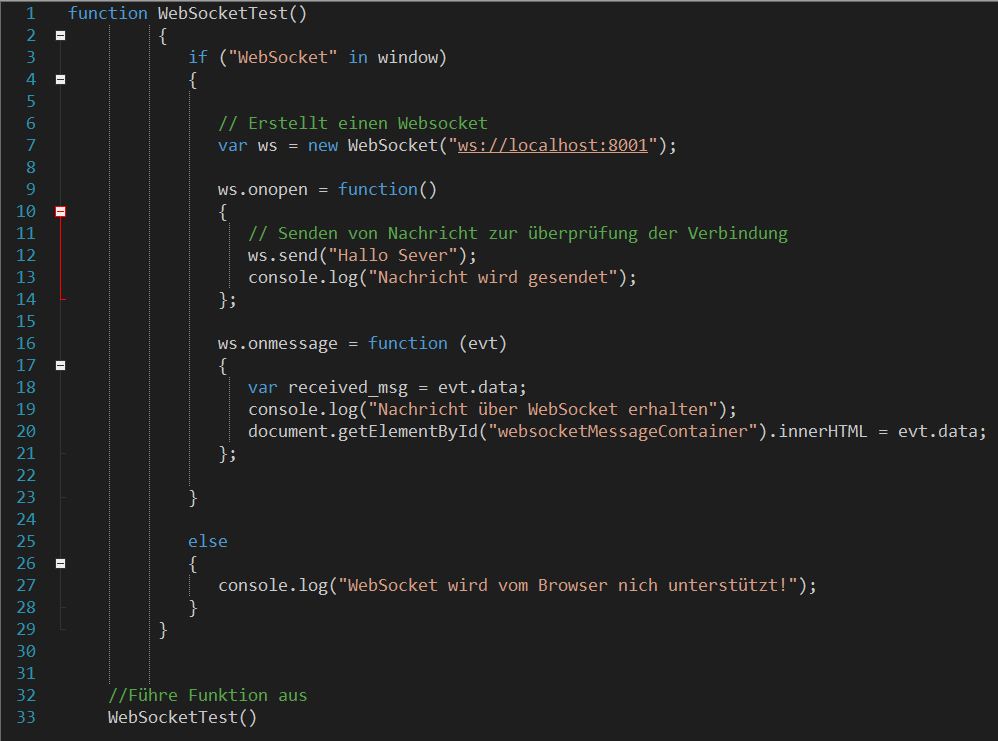 1 function WebSocketTest()
2 {
3 if ("WebSocket" in window)
4 {
5
6 // Erstellt einen Websocket
7 var ws = new WebSocket("ws://localhost:8001");
8
9 ws.onopen = function()
10 {
11 // Senden von Nachricht zur überprüfung der Verbindung
12 ws.send("Hallo Sever");
13 console.log("Nachricht wird gesendet");
14 };
15
16 ws.onmessage = function (evt)
17 {
18 var received_msg = evt.data;
19 console.log("Nachricht über WebSocket erhalten");
20 document.getElementById("websocketMessageContainer").innerHTML = evt.data;
21 };
22
23 }
24
25 else
26 {
27 console.log("WebSocket wird vom Browser nich unterstützt!");
28 }
29 }
30
31
32 //Führe Funktion aus
33 WebSocketTest()